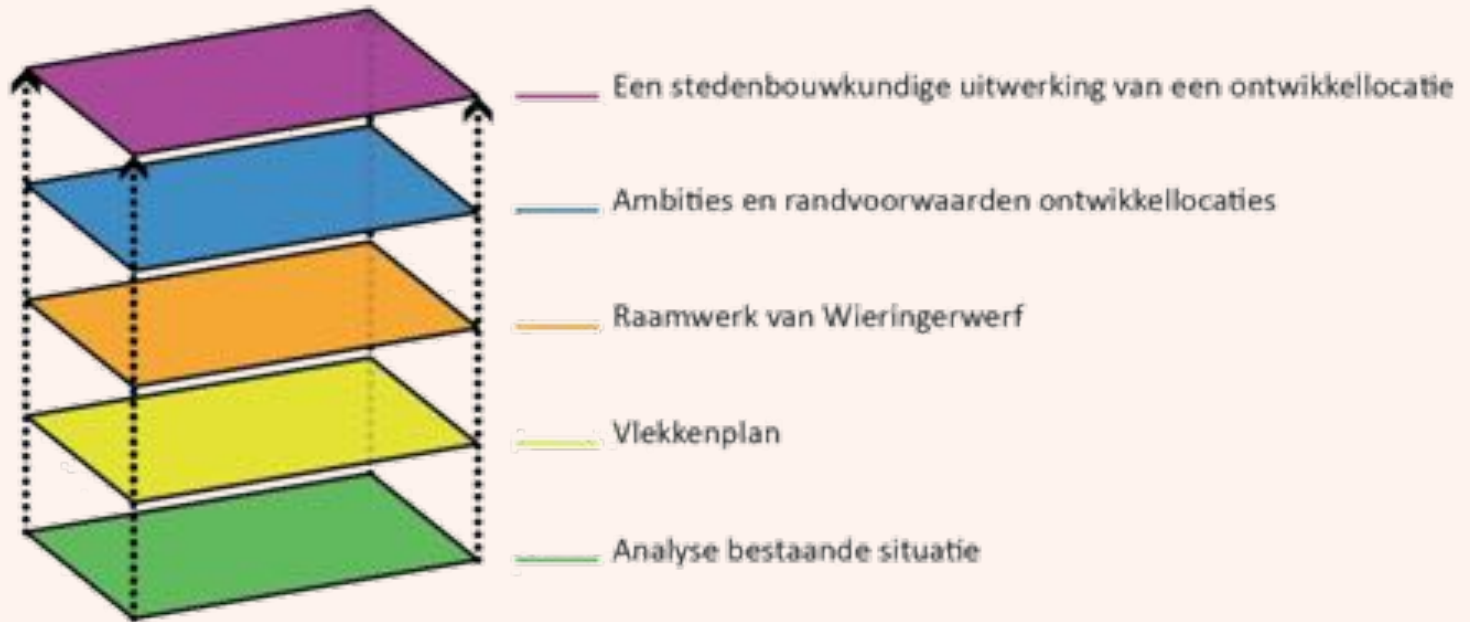 Een stedenbouwkundige uitwerking van een ontwikkellocatie
Ambities en randvoorwaarden ontwikkellocaties
Raamwerk van Wieringerwerf
Vlekkenplan
Analyse bestaande situatie